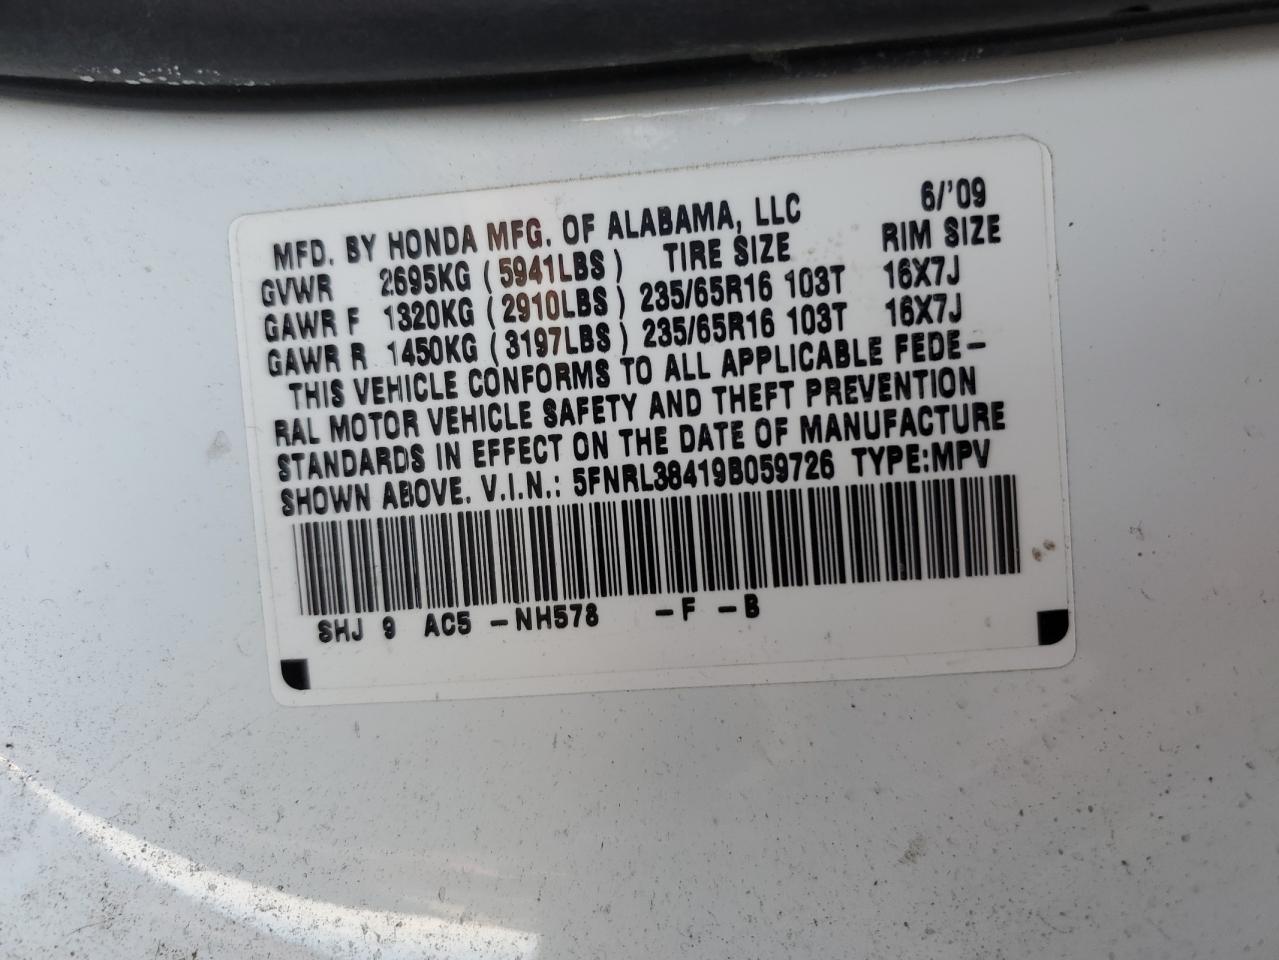 MFD. BY HONDA MFG. OF ALABAMA, LLC 6/'09
GVWR 2695KG (5941LBS) TIRE SIZE RIM SIZE
GAWR F 1320KG (2910LBS) 235/65R16 103T 16X7J
GAWR R 1450KG (3197LBS) 235/65R16 103T 16X7J
THIS VEHICLE CONFORMS TO ALL APPLICABLE FEDE-
RAL MOTOR VEHICLE SAFETY AND THEFT PREVENTION
STANDARDS IN EFFECT ON THE DATE OF MANUFACTURE
SHOWN ABOVE. V.I.N.: 5FNRL38419B059726 TYPE:MPV
SHJ 9 AC5 -NH578 -F -B